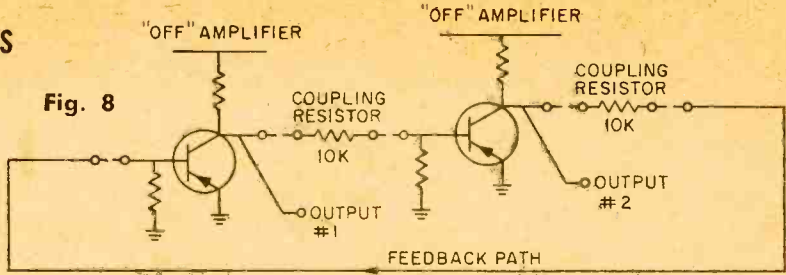 S
"OFF" AMPLIFIER
"OFF" AMPLIFIER
Fig. 8
COUPLING
RESISTOR
10K
COUPLING
RESISTOR
10K
OUTPUT
#1
OUTPUT
#2
FEEDBACK PATH